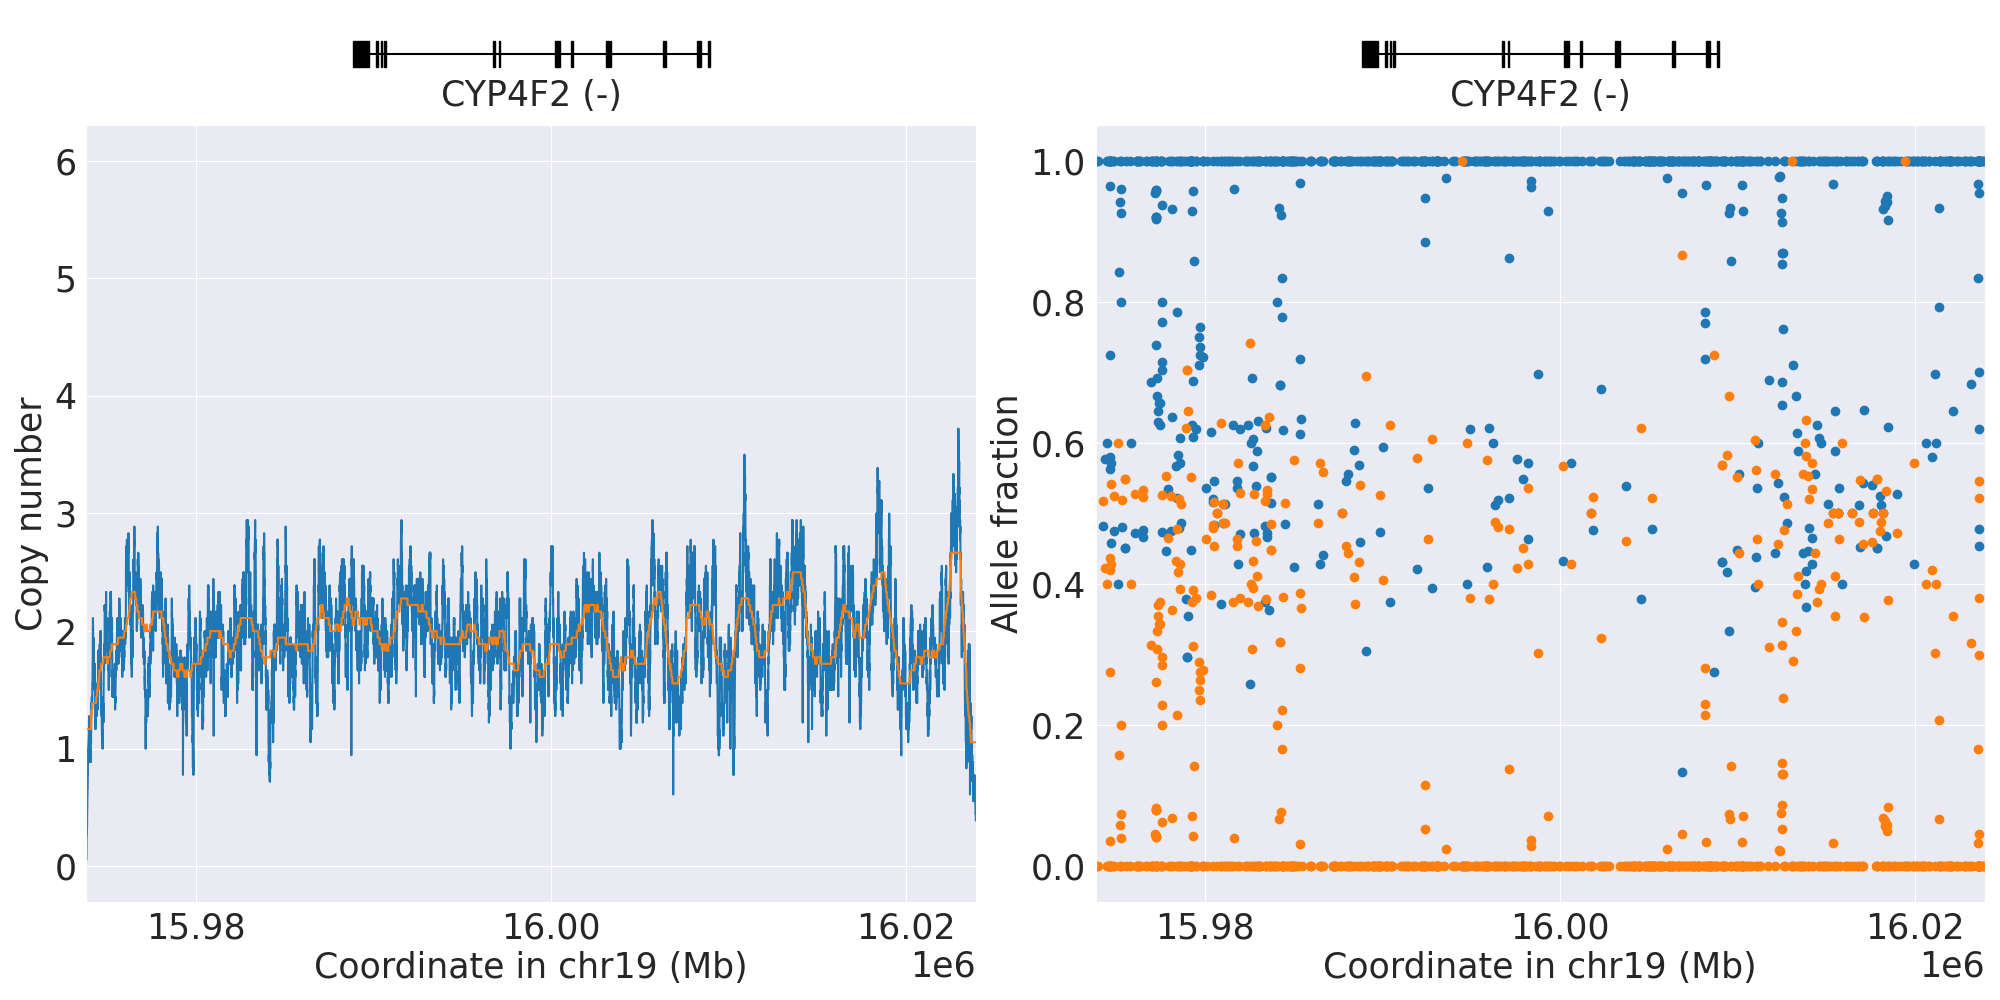 CYP4F2 (-)
Copy number
6
5
4
3
2
1
0
15.98
16.00
16.02
Coordinate in chr19 (Mb)
1e6
CYP4F2 (-)
Allele fraction
1.0
0.8
0.6
0.4
0.2
0.0
15.98
16.00
16.02
Coordinate in chr19 (Mb)
1e6